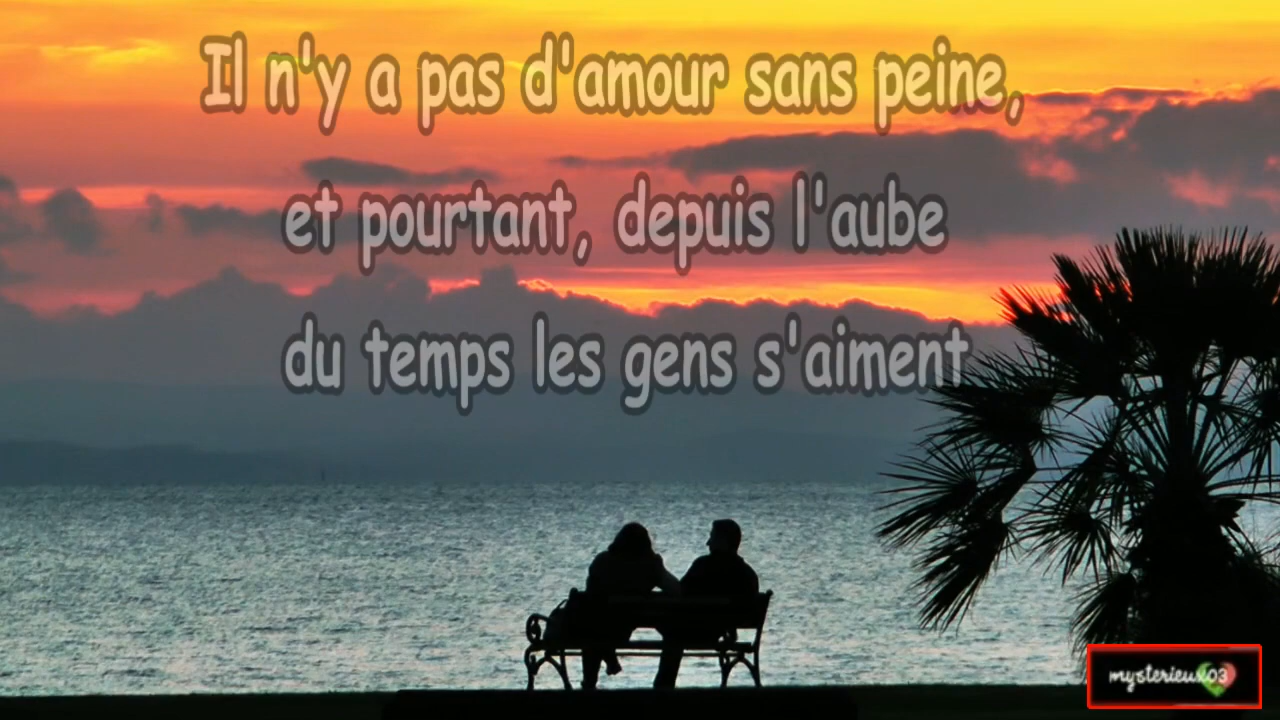 Il n'y a pas d'amour sans peine,
et pourtant, depuis l'aube
du temps les gens s'aiment
mysterieux03